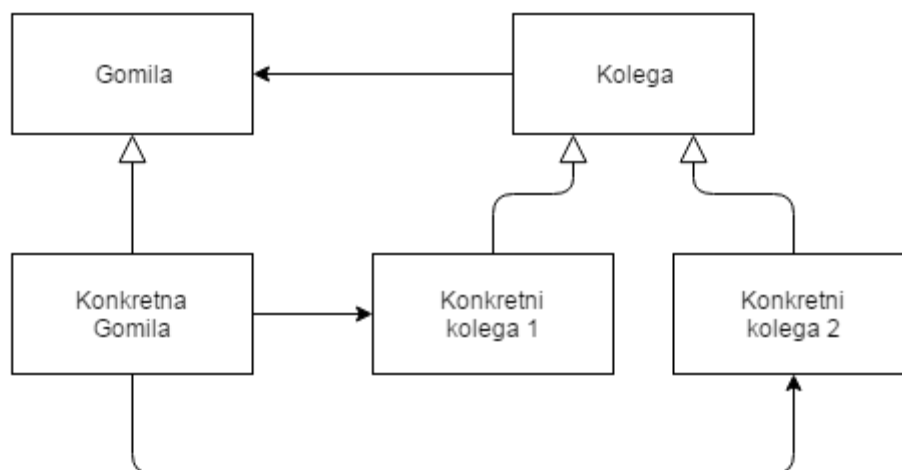 Gomila
Kolega
Konkretna
Gomila
Konkretni
kolega 1
Konkretni
kolega 2